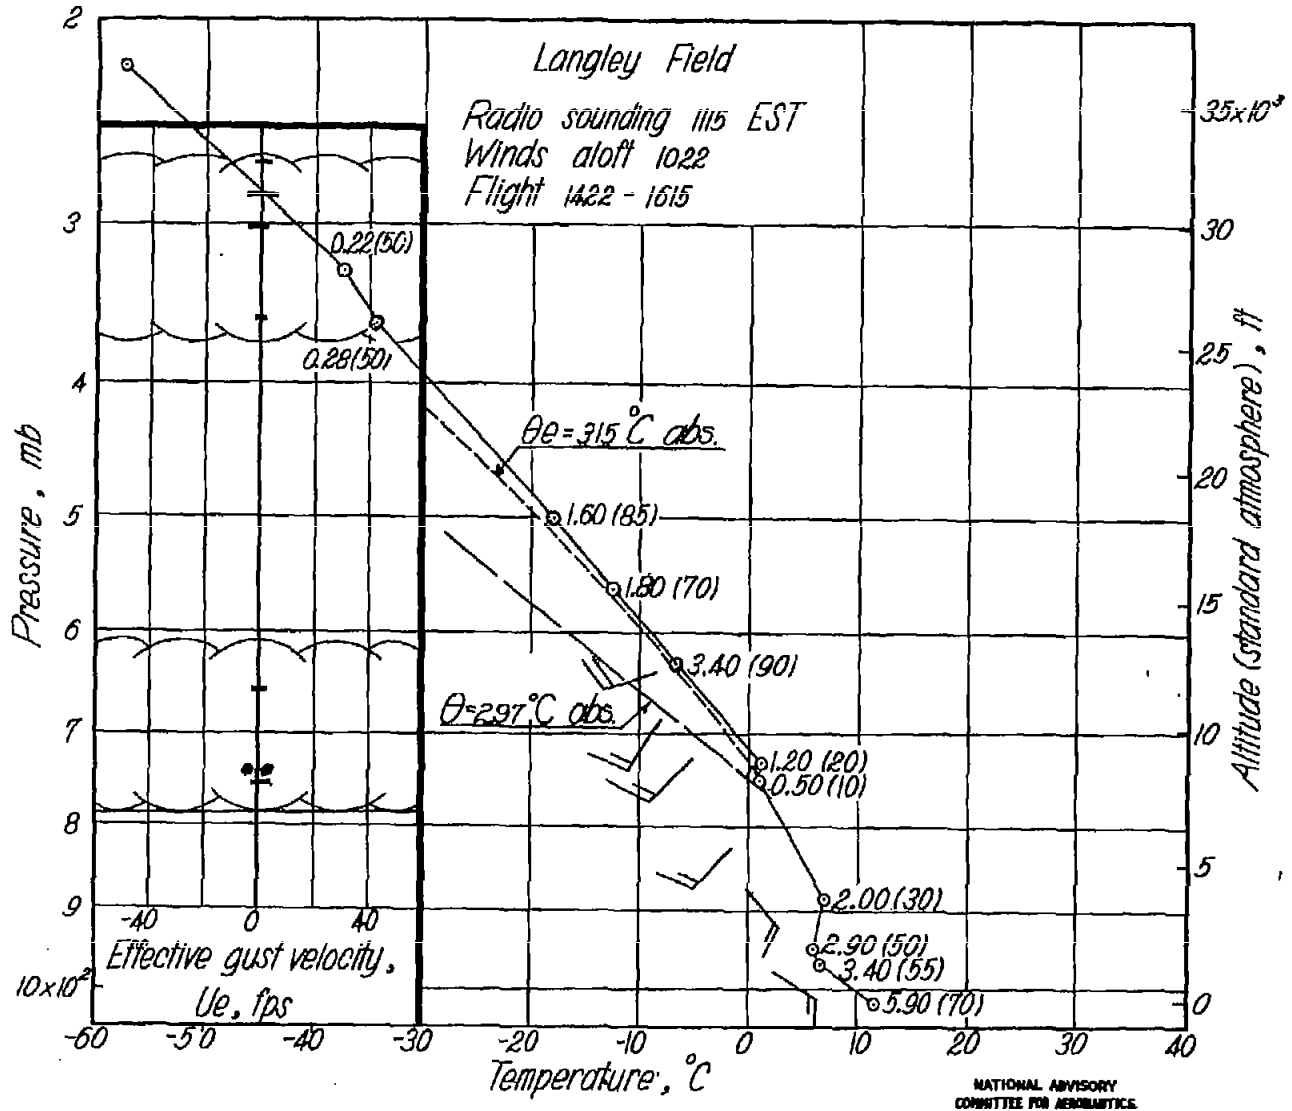 Langley Field
Radio sounding 1115 EST
Winds aloft 1022
Flight 1422 - 1615
2
3
4
5
6
7
8
9
10x10²
Pressure, mb
35x10³
30
25
20
15
10
5
0
Altitude (standard atmosphere), ft
0.22(50)
0.28(50)
θe=315°C abs.
1.60 (85)
1.80 (70)
3.40 (90)
θ=297°C abs.
1.20 (20)
0.50 (10)
2.00 (30)
2.90 (50)
3.40 (55)
5.90 (70)
-40 0 40
Effective gust velocity,
Ue, fps
-60 -50 -40 -30 -20 -10 0 10 20 30 40
Temperature, °C
NATIONAL ADVISORY
COMMITTEE FOR AERONAUTICS